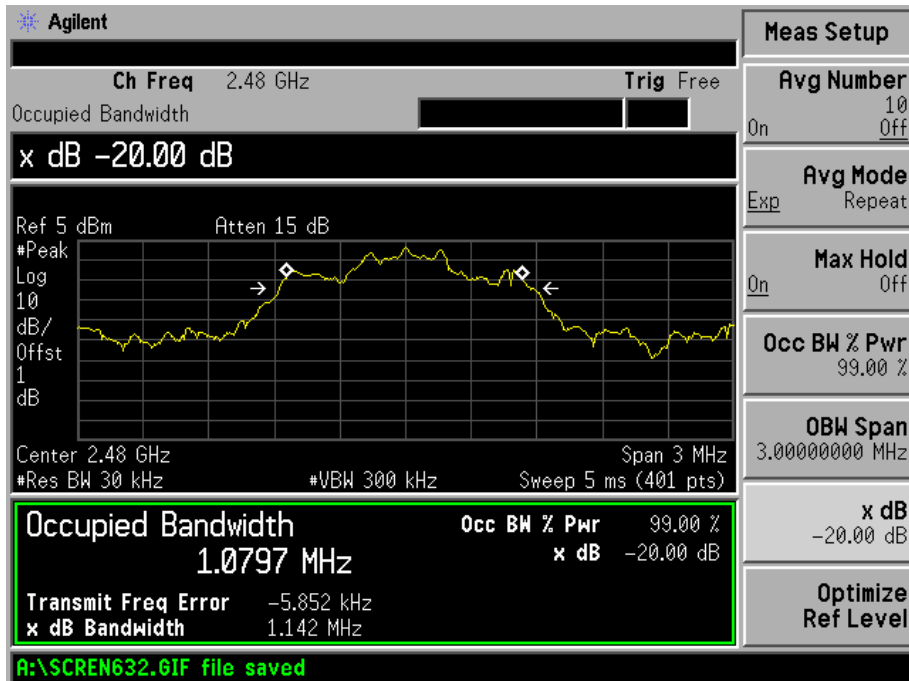 Agilent
Ch Freq 2.48 GHz Trig Free
Occupied Bandwidth
x dB -20.00 dB
Ref 5 dBm Atten 15 dB
#Peak
Log
10
dB/
Offst
1
dB
Center 2.48 GHz Span 3 MHz
#Res BW 30 kHz #VBW 300 kHz Sweep 5 ms (401 pts)
Occupied Bandwidth
1.0797 MHz
Occ BW % Pwr 99.00 %
x dB -20.00 dB
Transmit Freq Error -5.852 kHz
x dB Bandwidth 1.142 MHz
A:\SCREN632.GIF file saved
Meas Setup
Avg Number
10
On Off
Avg Mode
Exp Repeat
Max Hold
On Off
Occ BW % Pwr
99.00 %
OBW Span
3.00000000 MHz
x dB
-20.00 dB
Optimize
Ref Level